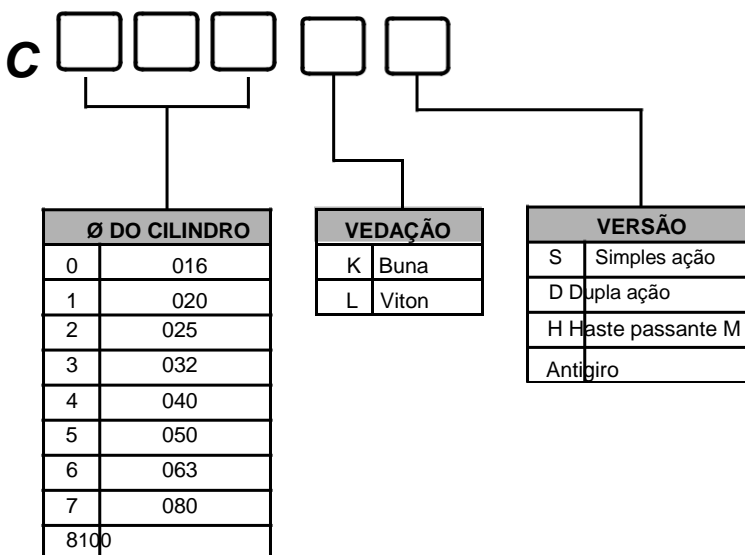 C
Ø DO CILINDRO
0 016
1 020
2 025
3 032
4 040
5 050
6 063
7 080
8100
VEDAÇÃO
K Buna
L Viton
VERSÃO
S Simples ação
D Dupla ação
H Haste passante M
Antigiro